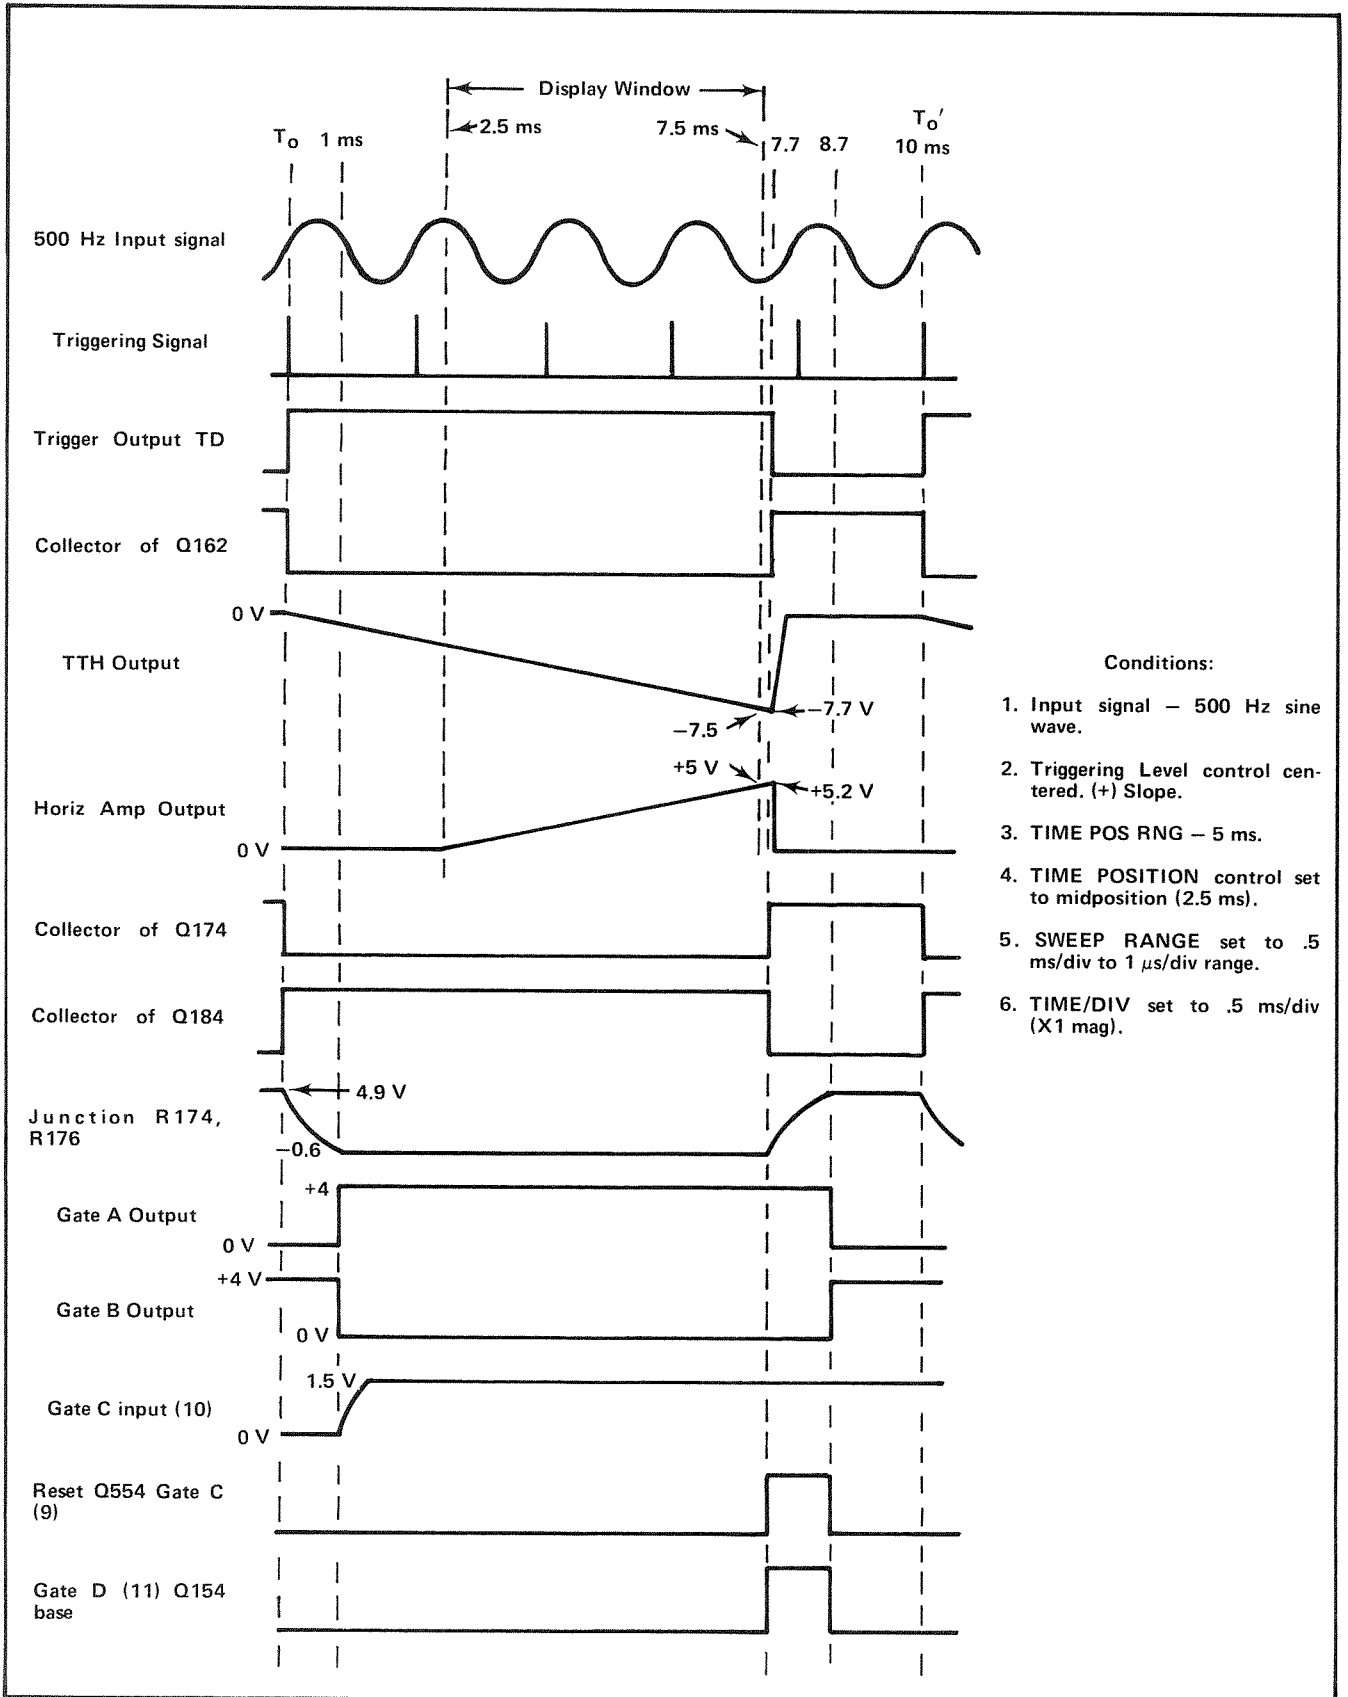 Display Window
2.5 ms
7.5 ms
To
1 ms
7.7
8.7
To'
10 ms
500 Hz Input signal
Triggering Signal
Trigger Output TD
Collector of Q162
0 V
TTH Output
−7.7 V
−7.5
+5 V
+5.2 V
Horiz Amp Output
0 V
Collector of Q174
Collector of Q184
4.9 V
Junction R174,
R176
−0.6
+4
Gate A Output
0 V
+4 V
Gate B Output
0 V
1.5 V
Gate C input (10)
0 V
Reset Q554 Gate C
(9)
Gate D (11) Q154
base
Conditions:
1. Input signal — 500 Hz sine
wave.
2. Triggering Level control cen-
tered. (+) Slope.
3. TIME POS RNG — 5 ms.
4. TIME POSITION control set
to midposition (2.5 ms).
5. SWEEP RANGE set to .5
ms/div to 1 μs/div range.
6. TIME/DIV set to .5 ms/div
(X1 mag).